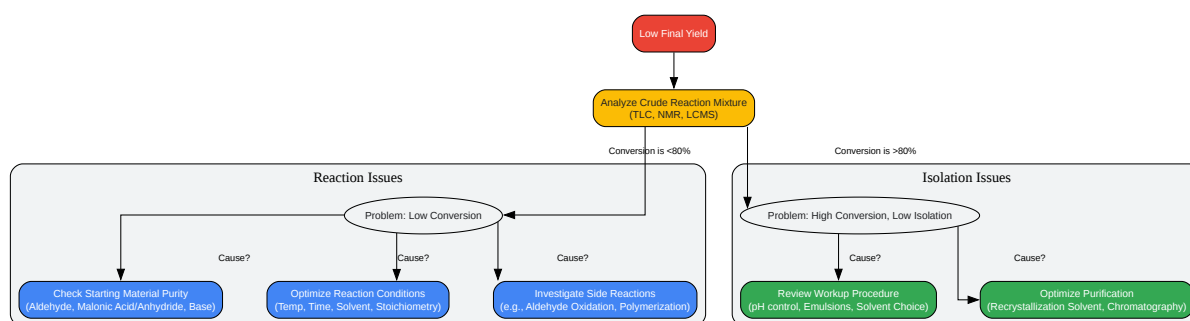 Low Final Yield
Analyze Crude Reaction Mixture
(TLC, NMR, LCMS)
Conversion is <80%
Conversion is >80%
Reaction Issues
Isolation Issues
Problem: Low Conversion
Problem: High Conversion, Low Isolation
Cause?
Cause?
Cause?
Cause?
Cause?
Check Starting Material Purity
(Aldehyde, Malonic Acid/Anhydride, Base)
Optimize Reaction Conditions
(Temp, Time, Solvent, Stoichiometry)
Investigate Side Reactions
(e.g., Aldehyde Oxidation, Polymerization)
Review Workup Procedure
(pH control, Emulsions, Solvent Choice)
Optimize Purification
(Recrystallization Solvent, Chromatography)